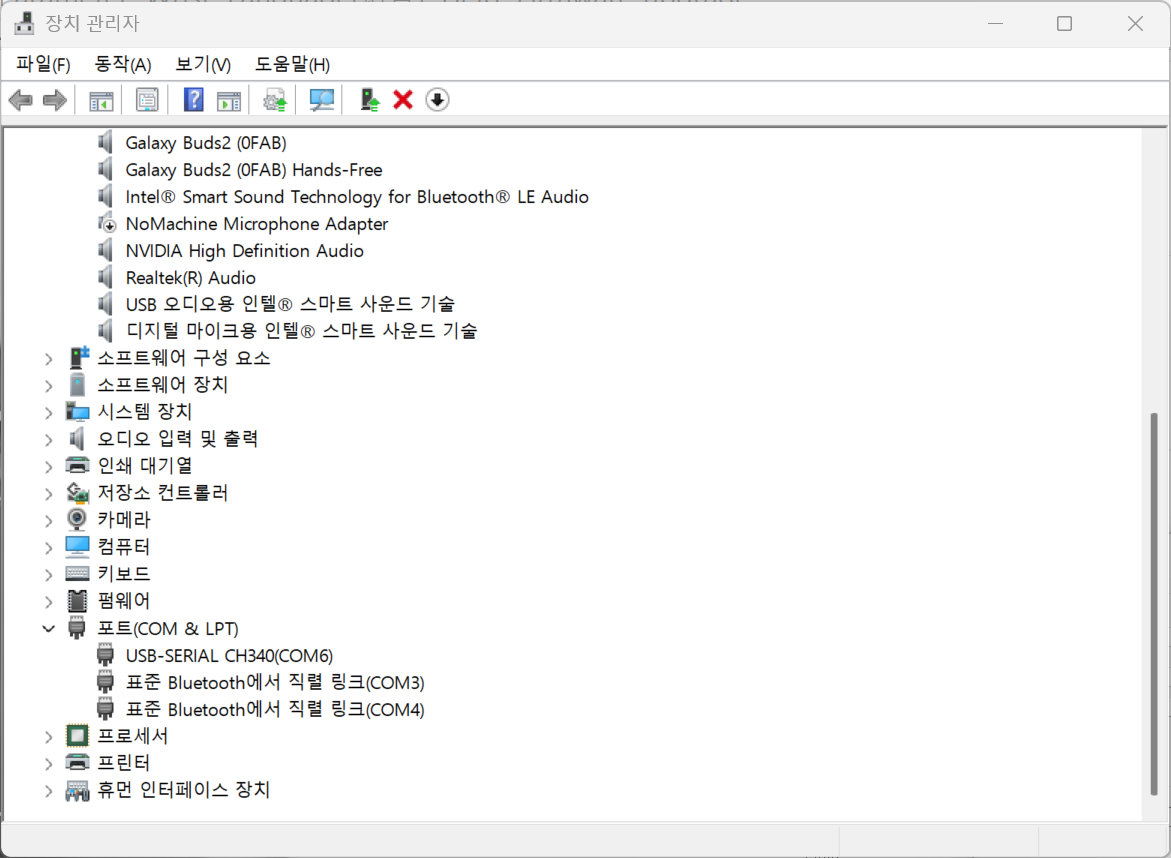 장치 관리자
파일(F) 동작(A) 보기(V) 도움말(H)
Galaxy Buds2 (0FAB)
Galaxy Buds2 (0FAB) Hands-Free
Intel® Smart Sound Technology for Bluetooth® LE Audio
NoMachine Microphone Adapter
NVIDIA High Definition Audio
Realtek(R) Audio
USB 오디오용 인텔® 스마트 사운드 기술
디지털 마이크용 인텔® 스마트 사운드 기술
소프트웨어 구성 요소
소프트웨어 장치
시스템 장치
오디오 입력 및 출력
인쇄 대기열
저장소 컨트롤러
카메라
컴퓨터
키보드
펌웨어
포트(COM & LPT)
USB-SERIAL CH340(COM6)
표준 Bluetooth에서 직렬 링크(COM3)
표준 Bluetooth에서 직렬 링크(COM4)
프로세서
프린터
휴먼 인터페이스 장치